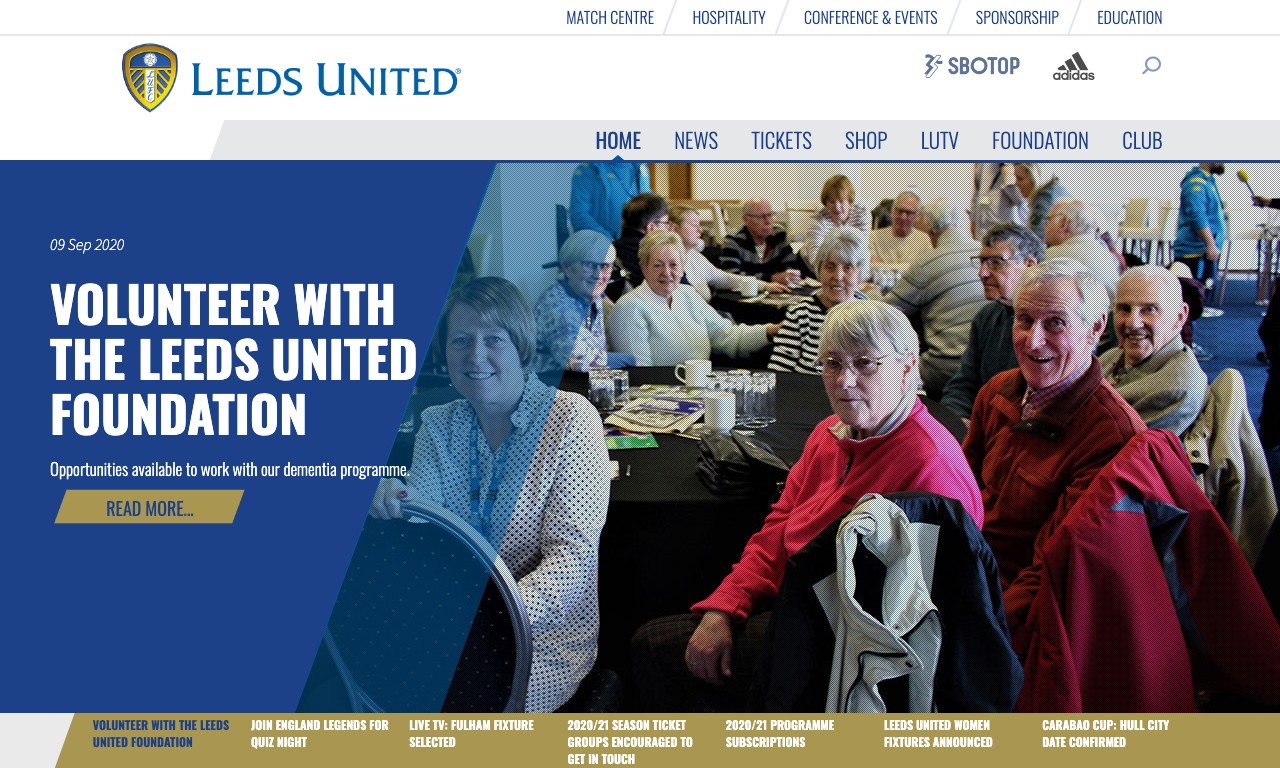 MATCH CENTRE HOSPITALITY CONFERENCE & EVENTS SPONSORSHIP EDUCATION
LEEDS UNITED®
SBOTOP adidas
HOME NEWS TICKETS SHOP LUTV FOUNDATION CLUB
09 Sep 2020
VOLUNTEER WITH
THE LEEDS UNITED
FOUNDATION
Opportunities available to work with our dementia programme.
READ MORE...
VOLUNTEER WITH THE LEEDS
UNITED FOUNDATION
JOIN ENGLAND LEGENDS FOR
QUIZ NIGHT
LIVE TV: FULHAM FIXTURE
SELECTED
2020/21 SEASON TICKET
GROUPS ENCOURAGED TO
GET IN TOUCH
2020/21 PROGRAMME
SUBSCRIPTIONS
LEEDS UNITED WOMEN
FIXTURES ANNOUNCED
CARABAO CUP: HULL CITY
DATE CONFIRMED